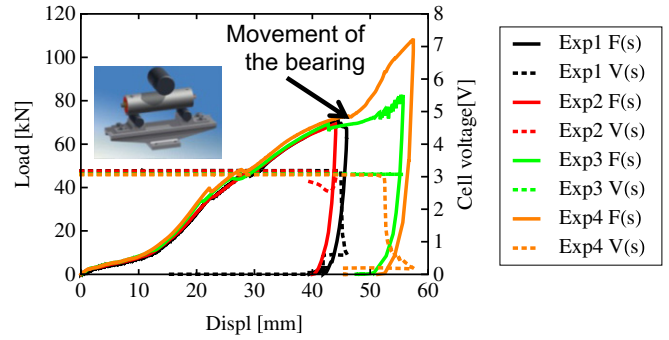 Movement of
the bearing
Load [kN]
120
100
80
60
40
20
0
0 10 20 30 40 50 60
Displ [mm]
8
7
6
5
4
3
2
1
0
Cell voltage[V]
Exp1 F(s)
Exp1 V(s)
Exp2 F(s)
Exp2 V(s)
Exp3 F(s)
Exp3 V(s)
Exp4 F(s)
Exp4 V(s)